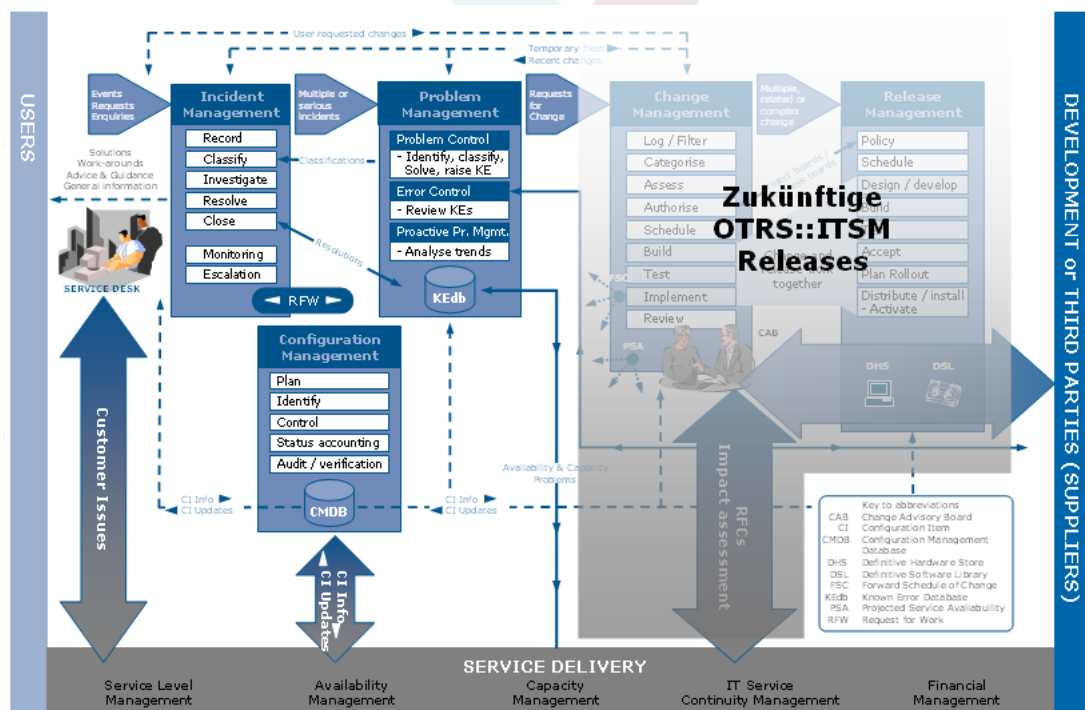 USERS
User requested changes
Temporary fixes
Recent changes
Events
Requests
Enquiries
Incident
Management
Record
Classify
Investigate
Resolve
Close
Monitoring
Escalation
Multiple or
serious
incidents
Problem
Management
Problem Control
- Identify, classify,
Solve, raise KE
Error Control
- Review KEs
Proactive Pr. Mgmt.
- Analyse trends
KEdb
Requests
for
Change
Change
Management
Log / Filter
Categorise
Assess
Authorise
Schedule
Build
Test
Implement
Review
Multiple,
related or
complex
change
Release
Management
Policy
Schedule
Design / develop
Build
Accept
Plan Rollout
Distribute / install
- Activate
Zukünftige
OTRS::ITSM
Releases
Change and
release work
together
Solutions
Work-arounds
Advice & Guidance
General information
SERVICE DESK
Classifications
Resolutions
RFW
FSC
PSA
CAB
DHS
DSL
Configuration
Management
Plan
Identify
Control
Status accounting
Audit / verification
CMDB
CI Info
CI Updates
CI Info
CI Updates
CI Info
CI Updates
Availability & Capacity
Problems
Customer Issues
RFCs
Impact assessment
Key to abbreviations
CAB Change Advisory Board
CI Configuration Item
CMDB Configuration Management
Database
DHS Definitive Hardware Store
DSL Definitive Software Library
FSC Forward Schedule of Change
KEdb Known Error Database
PSA Projected Service Availability
RFW Request for Work
DEVELOPMENT or THIRD PARTIES (SUPPLIERS)
SERVICE DELIVERY
Service Level
Management
Availability
Management
Capacity
Management
IT Service
Continuity Management
Financial
Management